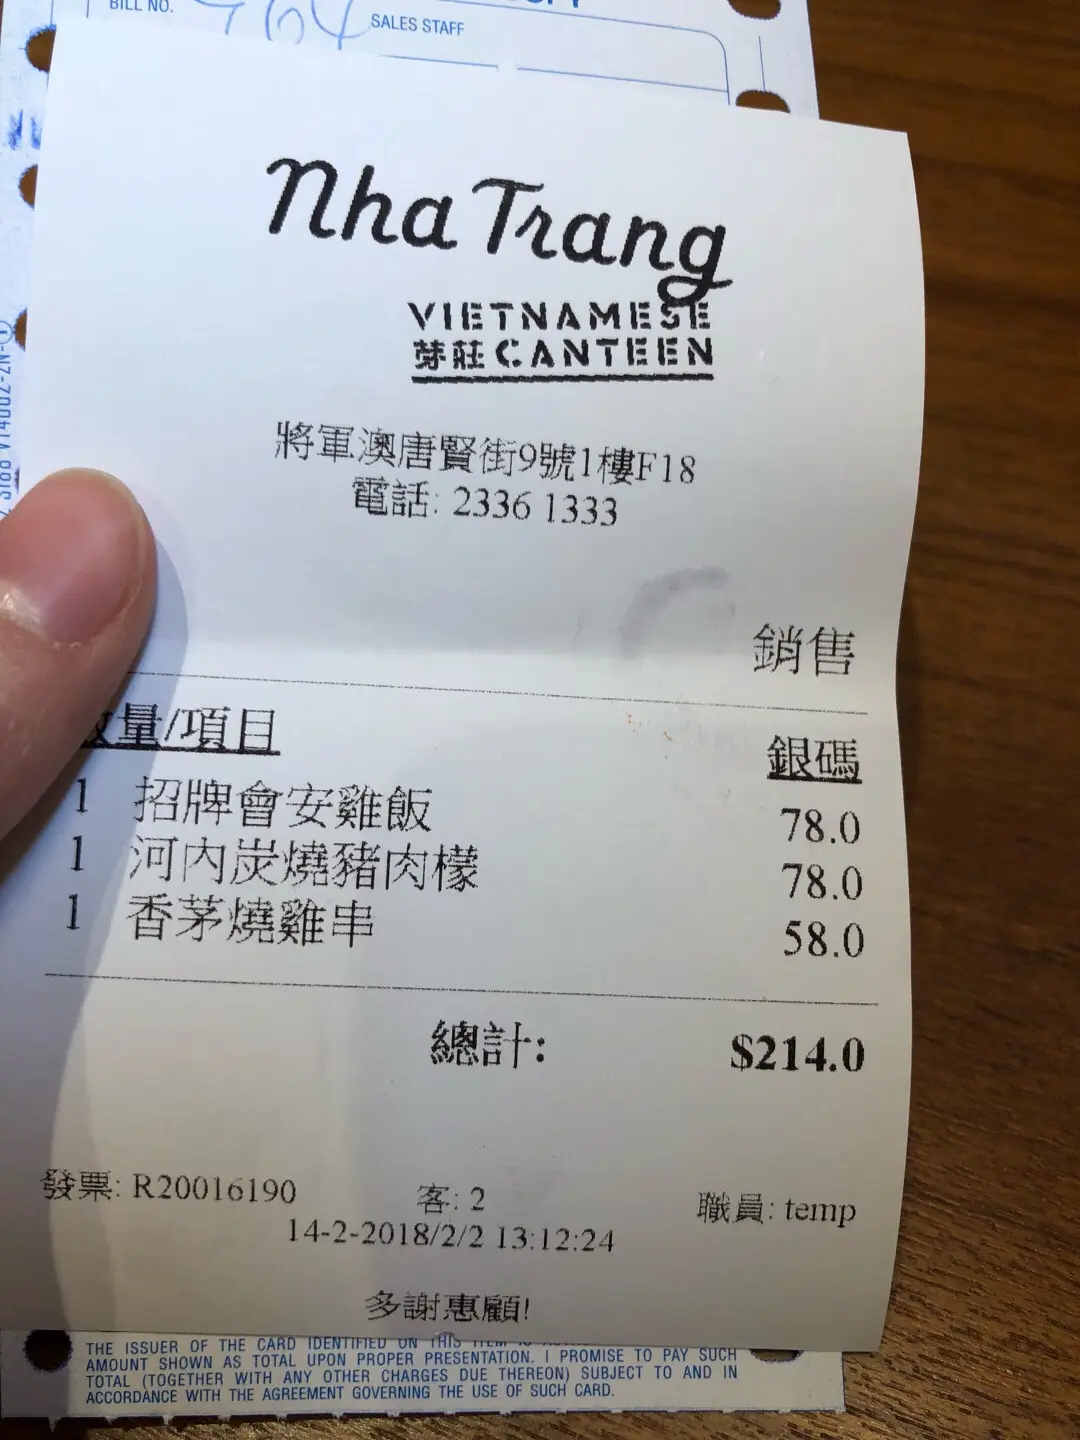 BILL NO.
SALES STAFF
Nha Trang
VIETNAMESE
芽莊 CANTEEN
將軍澳唐賢街9號1樓F18
電話: 2336 1333
銷售
數量/項目 銀碼
1 招牌會安雞飯 78.0
1 河內炭燒豬肉檬 78.0
1 香茅燒雞串 58.0
總計: $214.0
發票: R20016190 客: 2 職員: temp
14-2-2018/2/2 13:12:24
多謝惠顧!
THE ISSUER OF THE CARD IDENTIFIED ON THIS ITEM IS
AMOUNT SHOWN AS TOTAL UPON PROPER PRESENTATION. I PROMISE TO PAY SUCH
TOTAL (TOGETHER WITH ANY OTHER CHARGES DUE THEREON) SUBJECT TO AND IN
ACCORDANCE WITH THE AGREEMENT GOVERNING THE USE OF SUCH CARD.